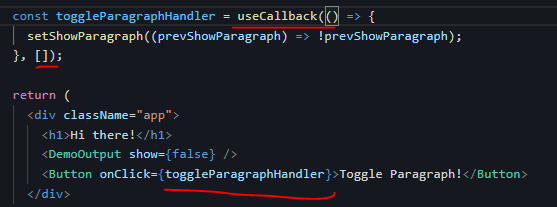 const toggleParagraphHandler = useCallback(() => {
setShowParagraph((prevShowParagraph) => !prevShowParagraph);
}, []);
return (
<div className="app">
<h1>Hi there!</h1>
<DemoOutput show={false} />
<Button onClick={toggleParagraphHandler}>Toggle Paragraph!</Button>
</div>